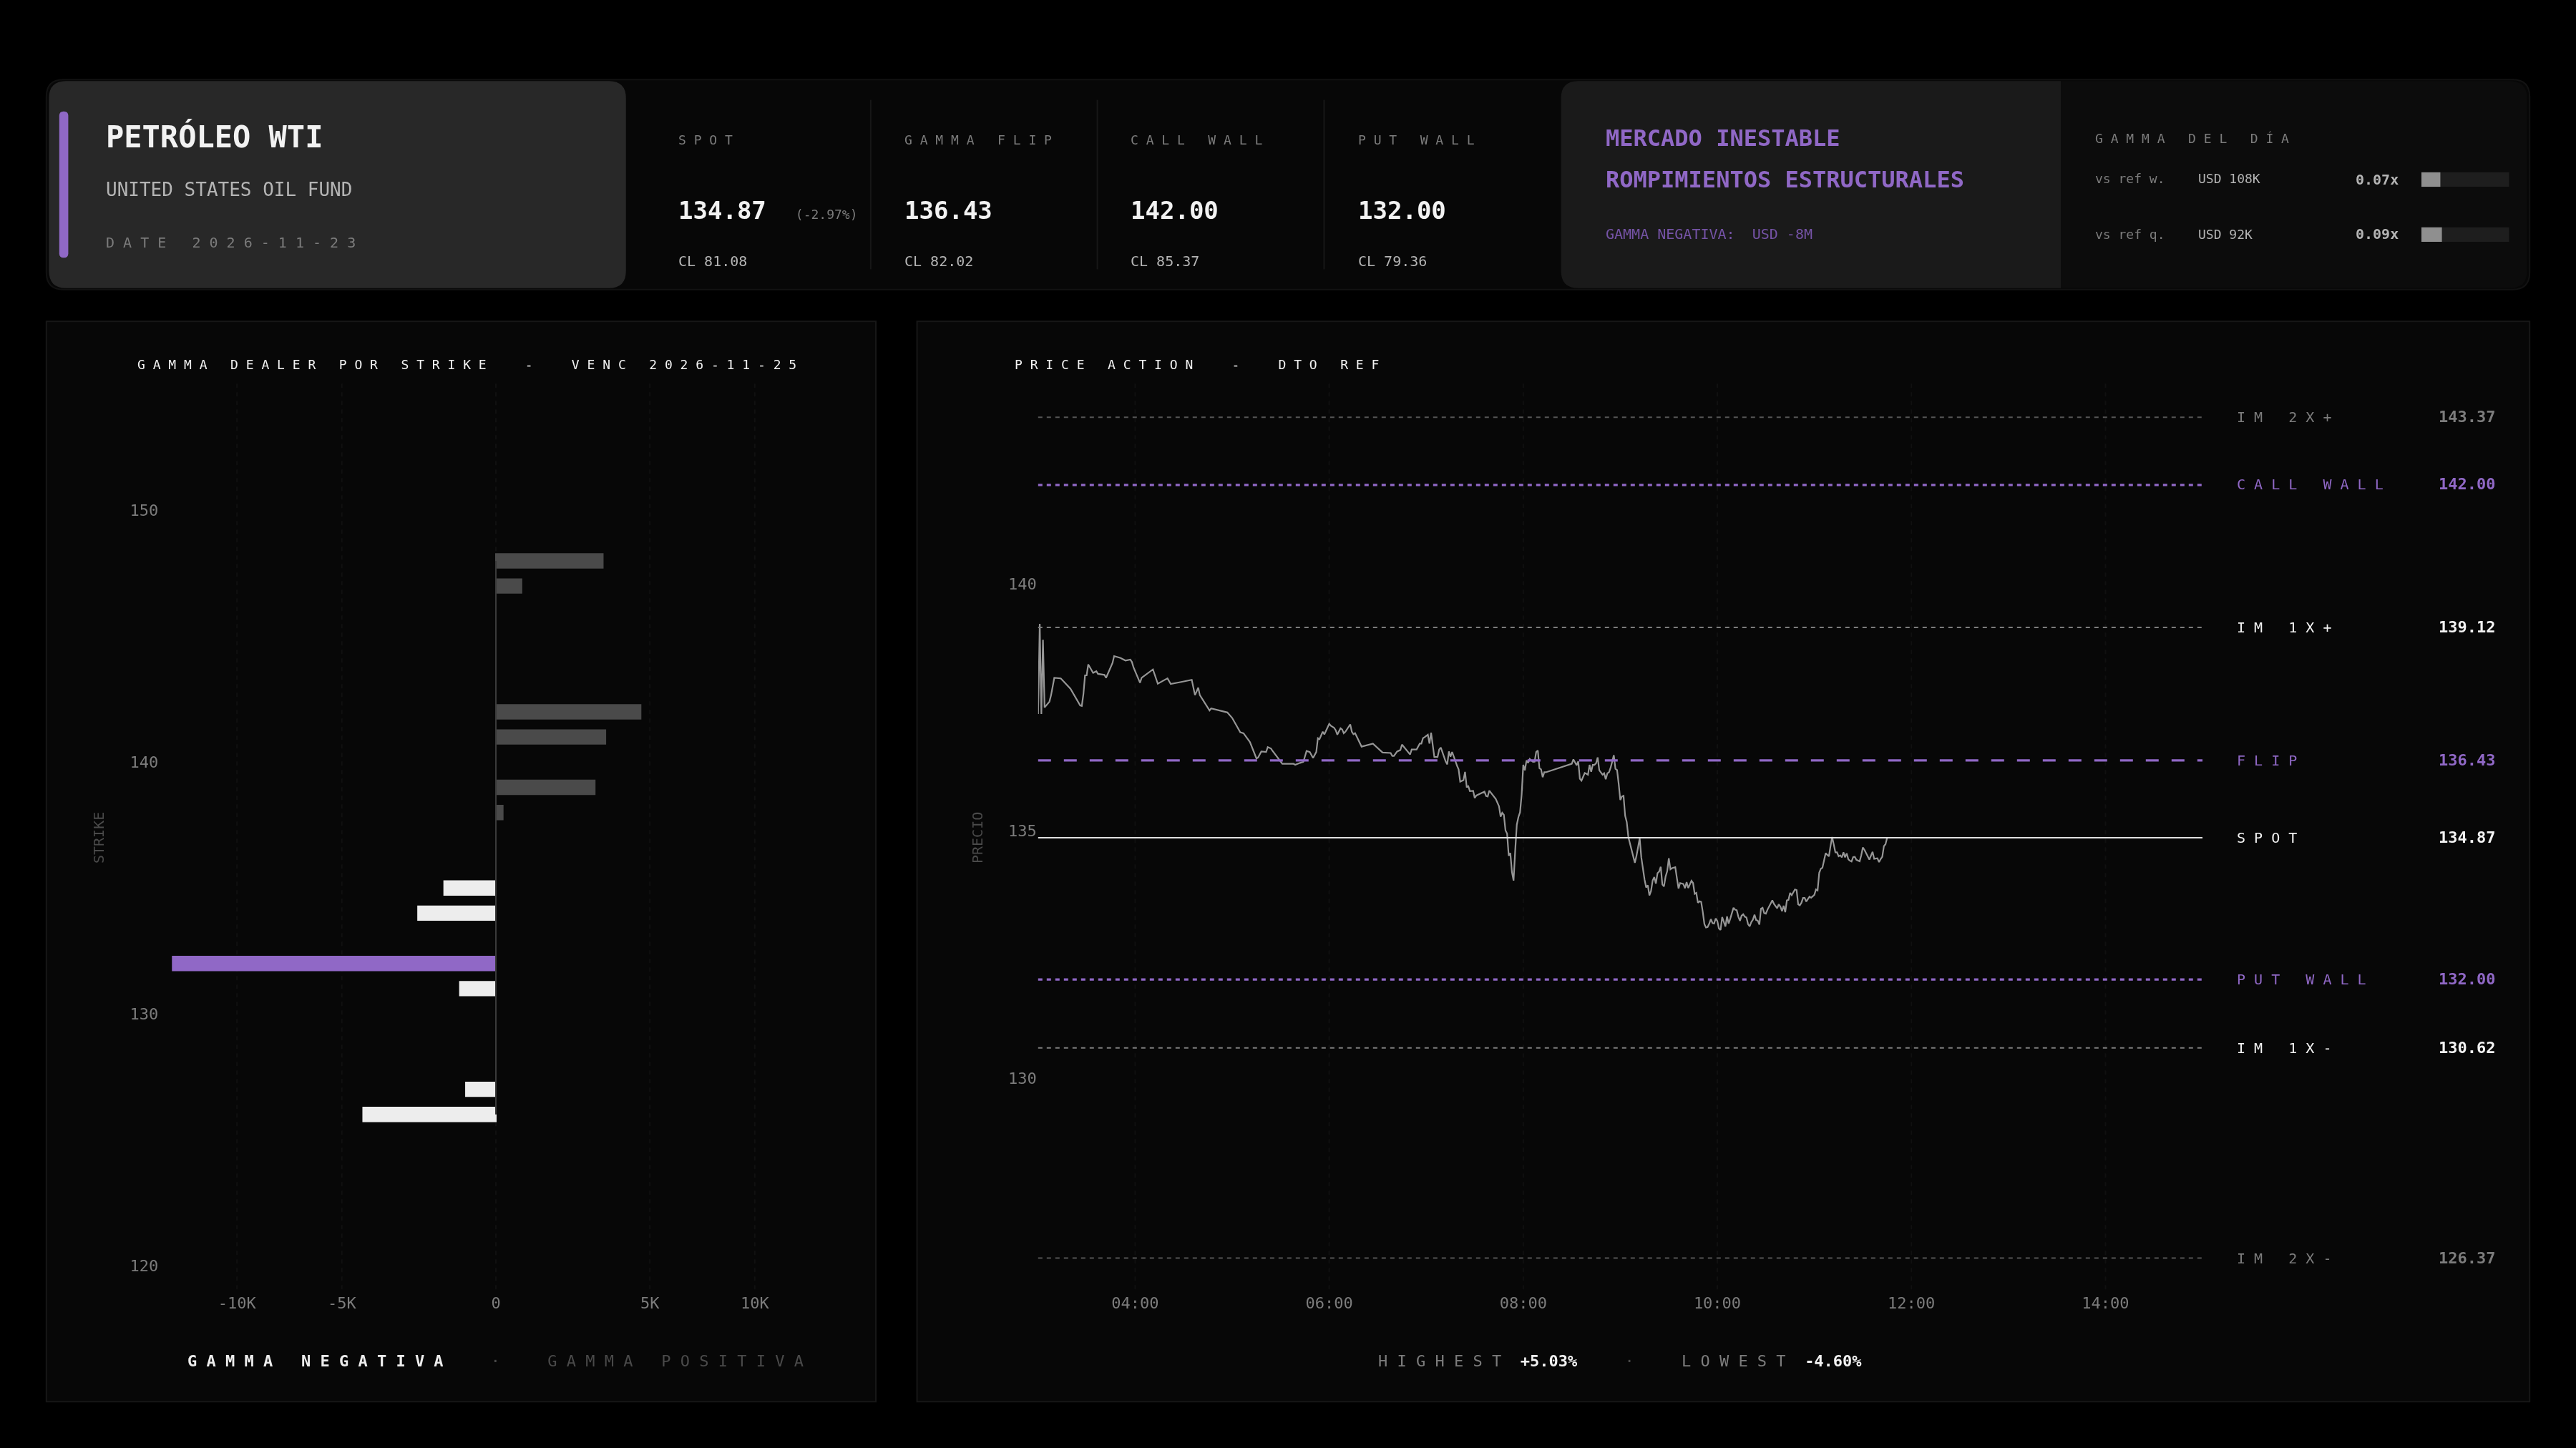 PETRÓLEO WTI
UNITED STATES OIL FUND
DATE 2026-11-23
SPOT
134.87 (-2.97%)
CL 81.08
GAMMA FLIP
136.43
CL 82.02
CALL WALL
142.00
CL 85.37
PUT WALL
132.00
CL 79.36
MERCADO INESTABLE
ROMPIMIENTOS ESTRUCTURALES
GAMMA NEGATIVA: USD -8M
GAMMA DEL DÍA
vs ref w. USD 108K 0.07x
vs ref q. USD 92K 0.09x
GAMMA DEALER POR STRIKE - VENC 2026-11-25
STRIKE
150
140
130
120
-10K -5K 0 5K 10K
GAMMA NEGATIVA · GAMMA POSITIVA
PRICE ACTION - DTO REF
PRECIO
140
135
130
IM 2X+ 143.37
CALL WALL 142.00
IM 1X+ 139.12
FLIP 136.43
SPOT 134.87
PUT WALL 132.00
IM 1X- 130.62
IM 2X- 126.37
04:00 06:00 08:00 10:00 12:00 14:00
HIGHEST +5.03% · LOWEST -4.60%